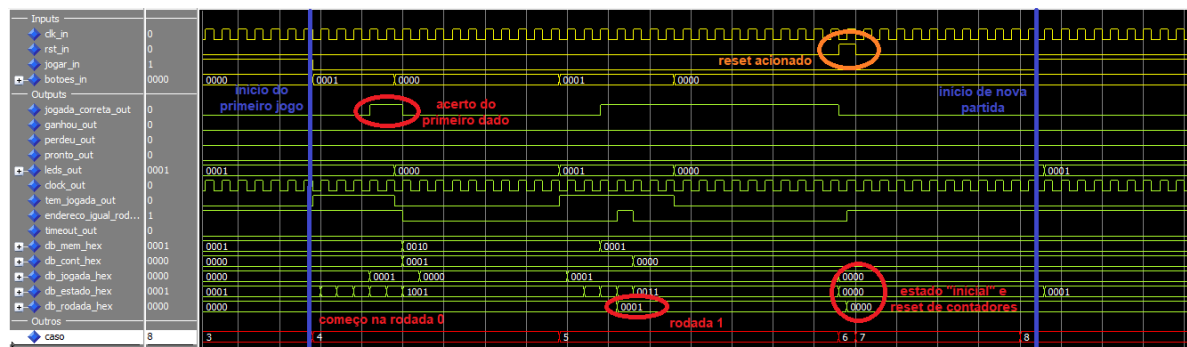 Inputs
clk_in 0
rst_in 0
jogar_in 1
botoes_in 0000 0000 0001 0000 0001 0000
Outputs
jogada_correta_out 0
ganhou_out 0
perdeu_out 0
pronto_out 0
leds_out 0001 0001 0000 0001 0000 0001
clock_out 0
tem_jogada_out 0
endereco_igual_rod... 1
timeout_out 0
db_mem_hex 0001 0001 0010 0001
db_cont_hex 0000 0000 0001 0000
db_jogada_hex 0000 0000 0001 0000 0001 0000
db_estado_hex 0001 0001 1001 0011 0000 0001
db_rodada_hex 0000 0000 0001 0000
Outros
caso 8 3 4 5 6 7 8
reset acionado
início do
primeiro jogo
acerto do
primeiro dado
início de nova
partida
estado "inicial" e
reset de contadores
começo na rodada 0
rodada 1